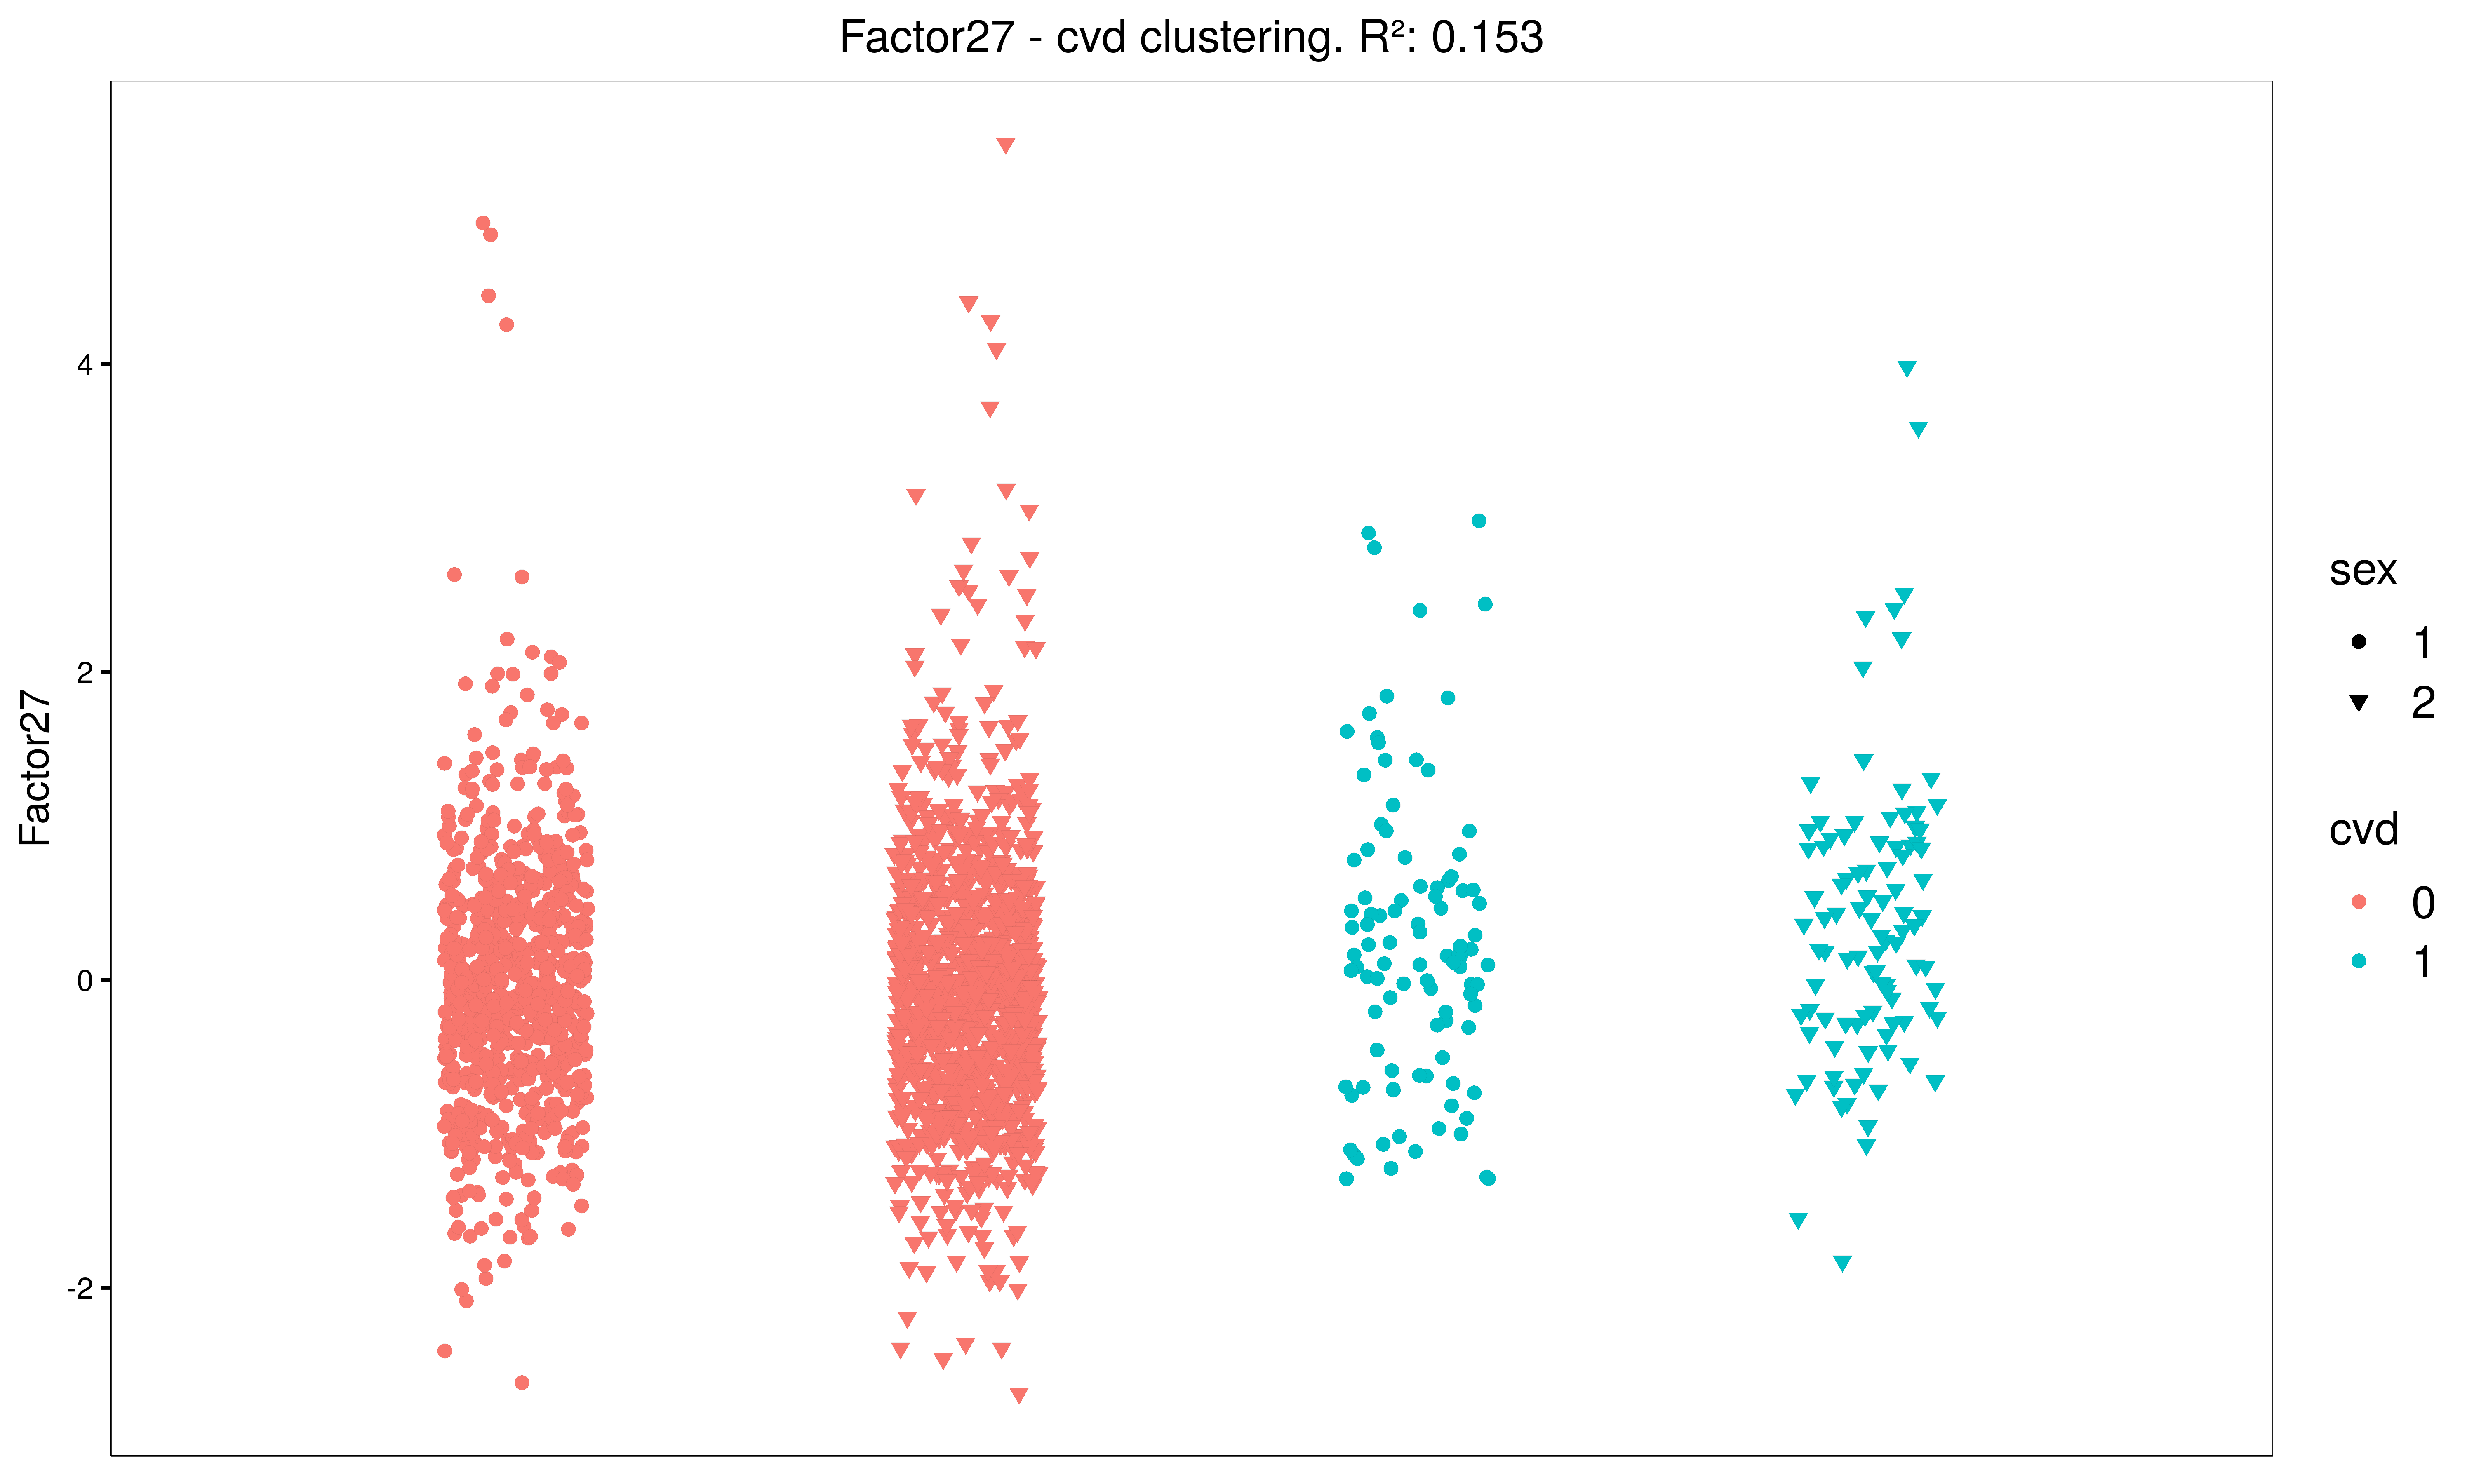 Factor27 - cvd clustering. R²: 0.153
Factor27
4
2
0
-2
sex
1
2
cvd
0
1